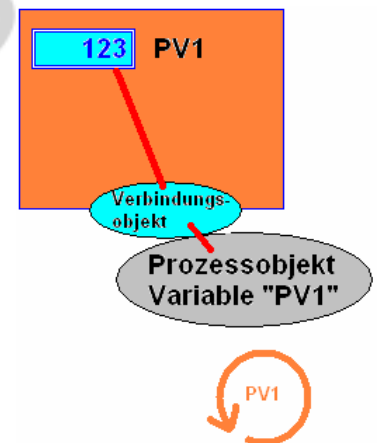 123 PV1
Verbindungs-
objekt
Prozessobjekt
Variable "PV1"
PV1